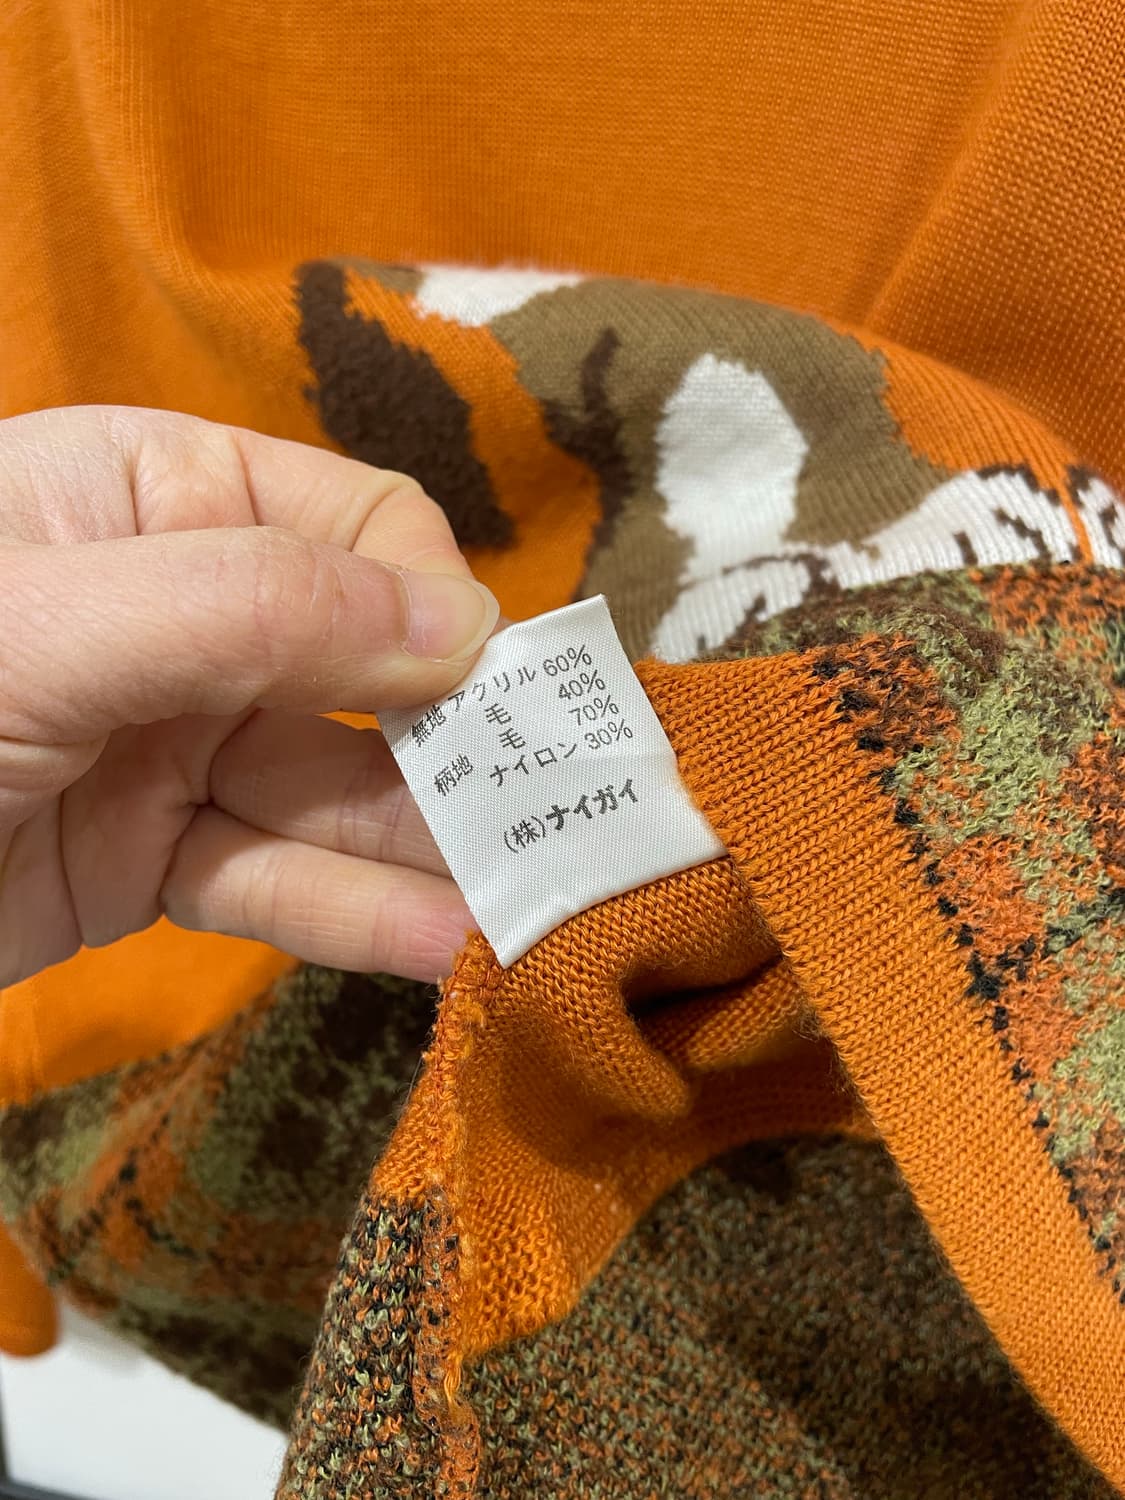 無地 アクリル 60%
毛 40%
柄地 毛 70%
ナイロン 30%
(株)ナイガイ